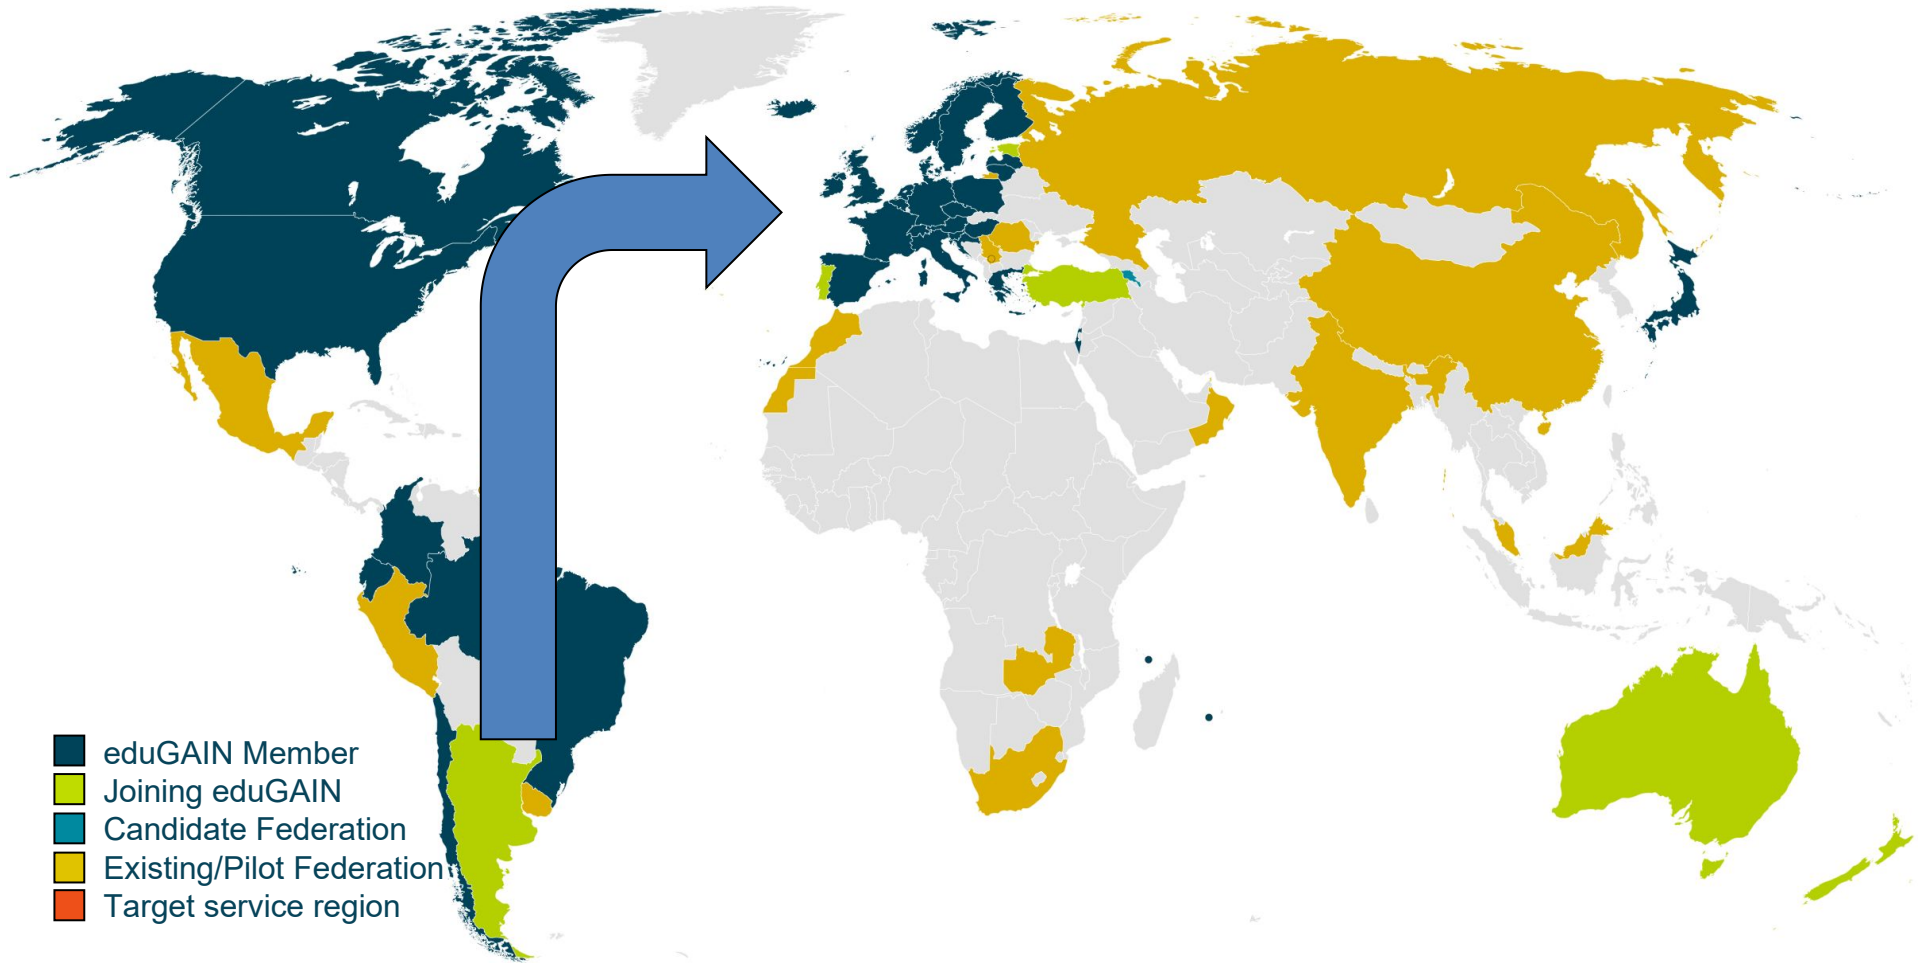 eduGAIN Member
Joining eduGAIN
Candidate Federation
Existing/Pilot Federation
Target service region